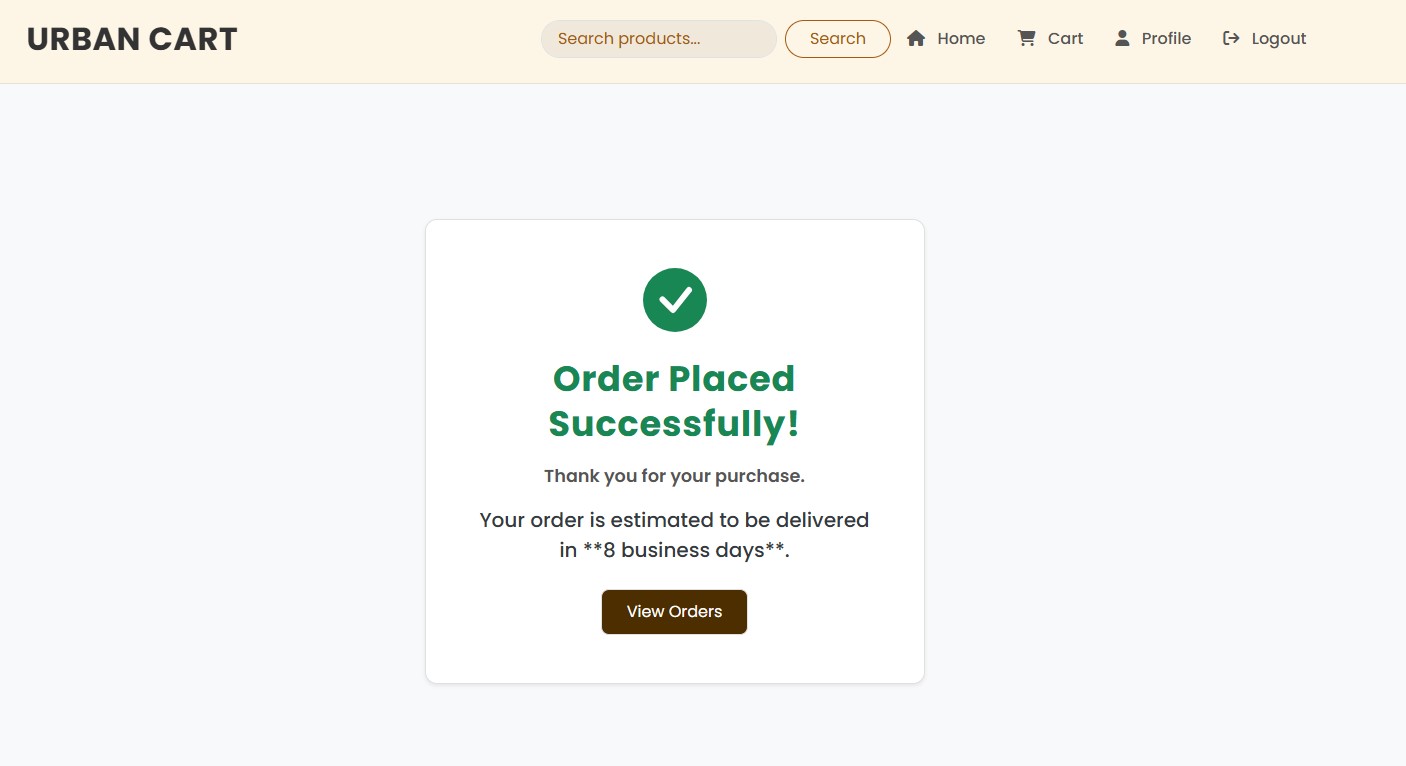 URBAN CART
Search products...
Search
Home
Cart
Profile
Logout
Order Placed
Successfully!
Thank you for your purchase.
Your order is estimated to be delivered
in **8 business days**.
View Orders